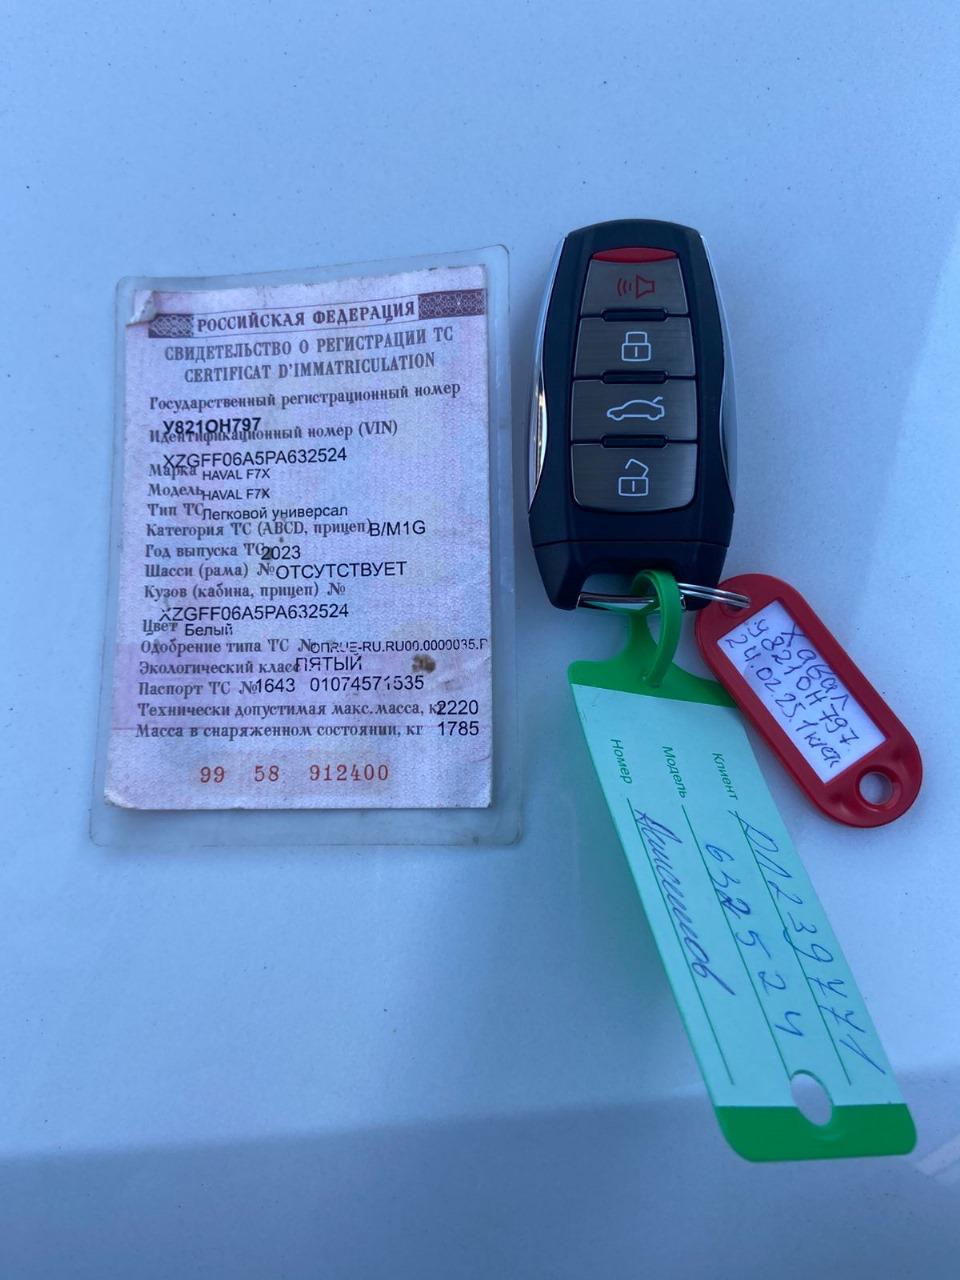 РОССИЙСКАЯ ФЕДЕРАЦИЯ
СВИДЕТЕЛЬСТВО О РЕГИСТРАЦИИ ТС
CERTIFICAT D'IMMATRICULATION
Государственный регистрационный номер
У821ОН797
Идентификационный номер (VIN)
XZGFF06A5PA632524
Марка HAVAL F7X
Модель HAVAL F7X
Тип ТС Легковой универсал
Категория ТС (ABCD, прицеп) B/M1G
Год выпуска ТС 2023
Шасси (рама) № ОТСУТСТВУЕТ
Кузов (кабина, прицеп) №
XZGFF06A5PA632524
Цвет Белый
Одобрение типа ТС №
Экологический класс ПЯТЫЙ
Паспорт ТС № 1643 01074571535
Технически допустимая макс.масса, кг 2220
Масса в снаряженном состоянии, кг 1785
99 58 912400
Хавал
У821ОН797
24.02.25. 1 ключ
Клиент
Модель 632524
Номер